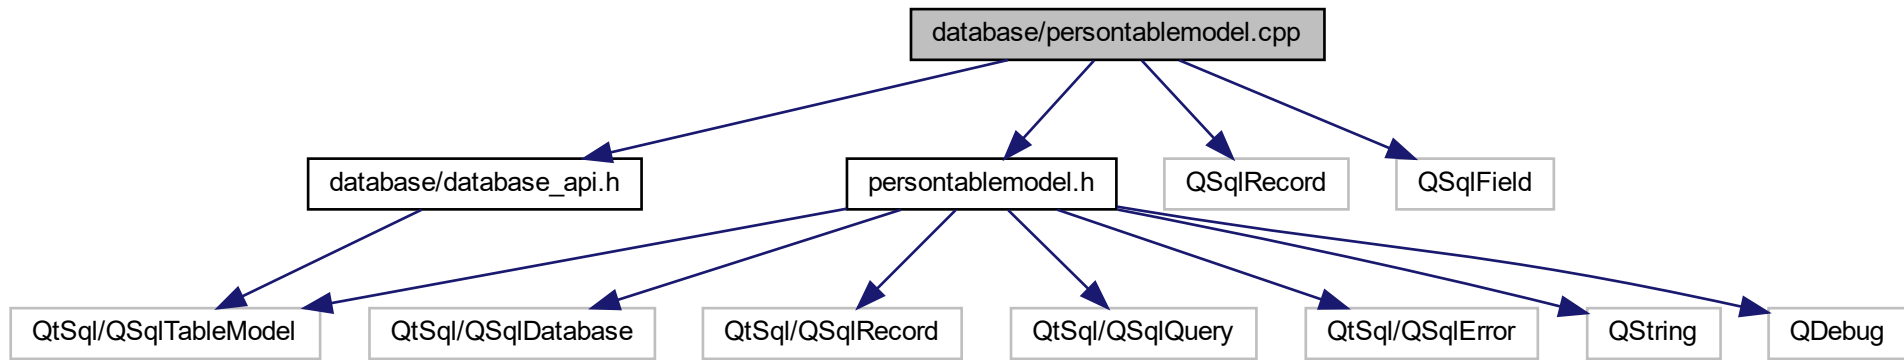 database/persontablemodel.cpp
database/database_api.h
persontablemodel.h
QSqlRecord
QSqlField
QtSql/QSqlTableModel
QtSql/QSqlDatabase
QtSql/QSqlRecord
QtSql/QSqlQuery
QtSql/QSqlError
QString
QDebug